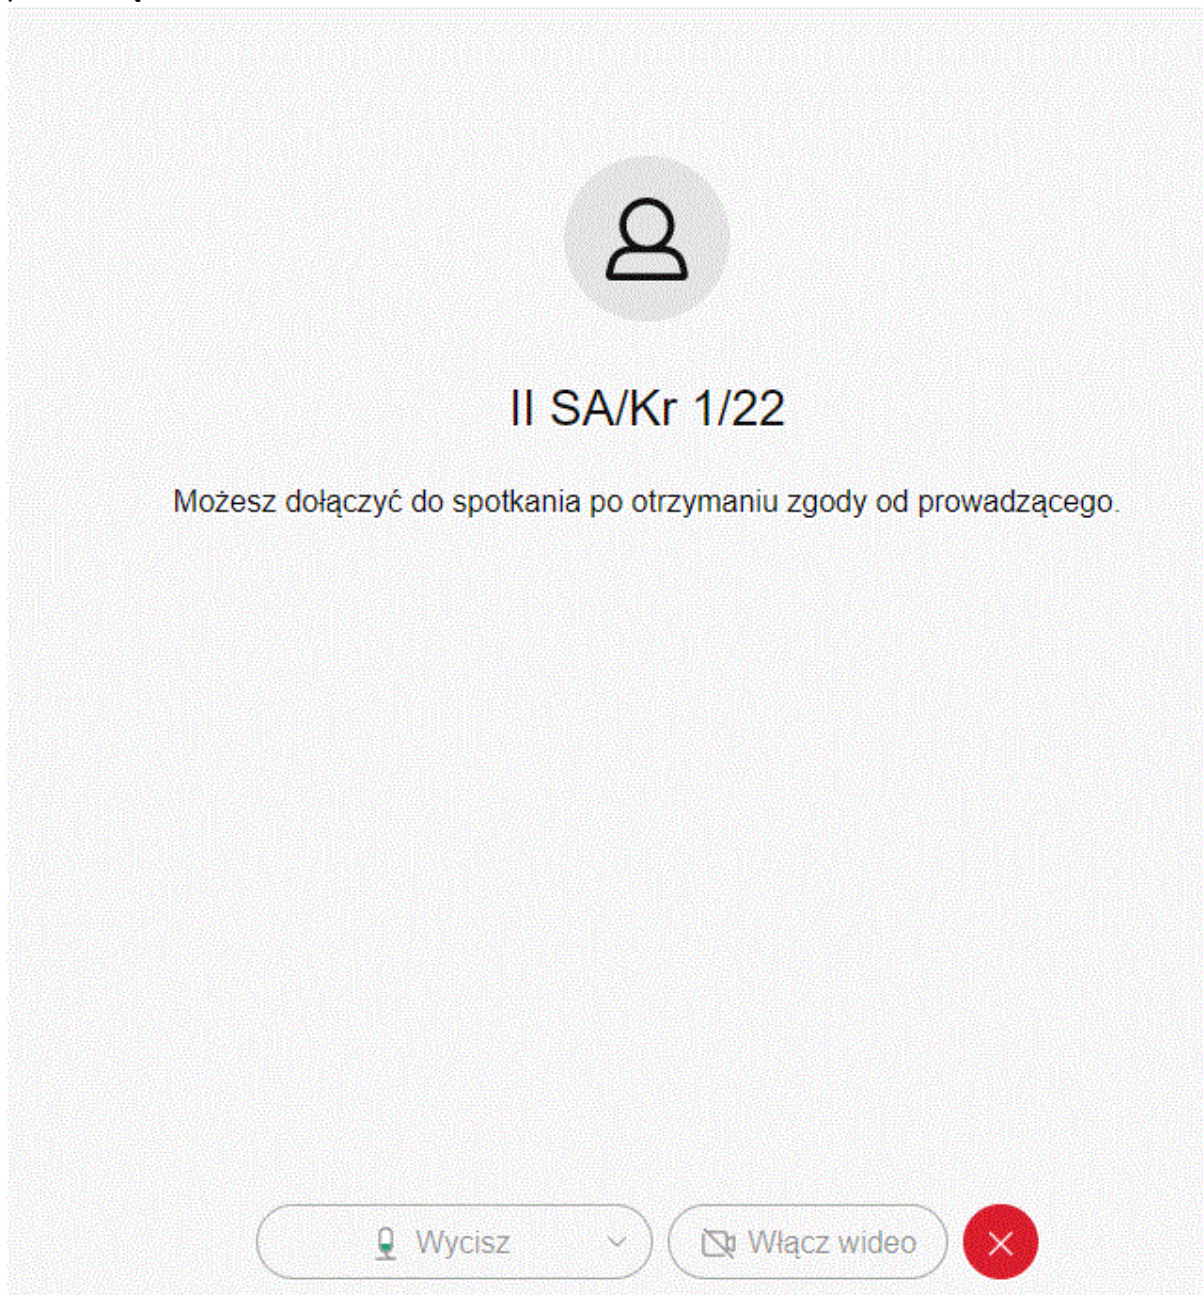 II SA/Kr 1/22
Możesz dołączyć do spotkania po otrzymaniu zgody od prowadzącego.
Wycisz
Włącz wideo